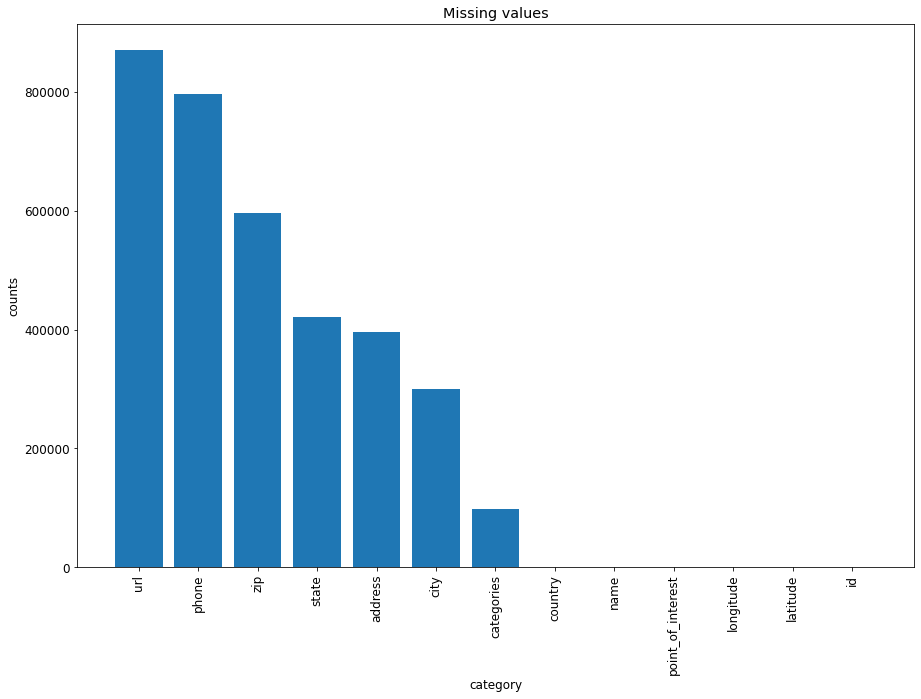 Missing values
counts
800000
600000
400000
200000
0
url
phone
zip
state
address
city
categories
country
name
point_of_interest
longitude
latitude
id
category